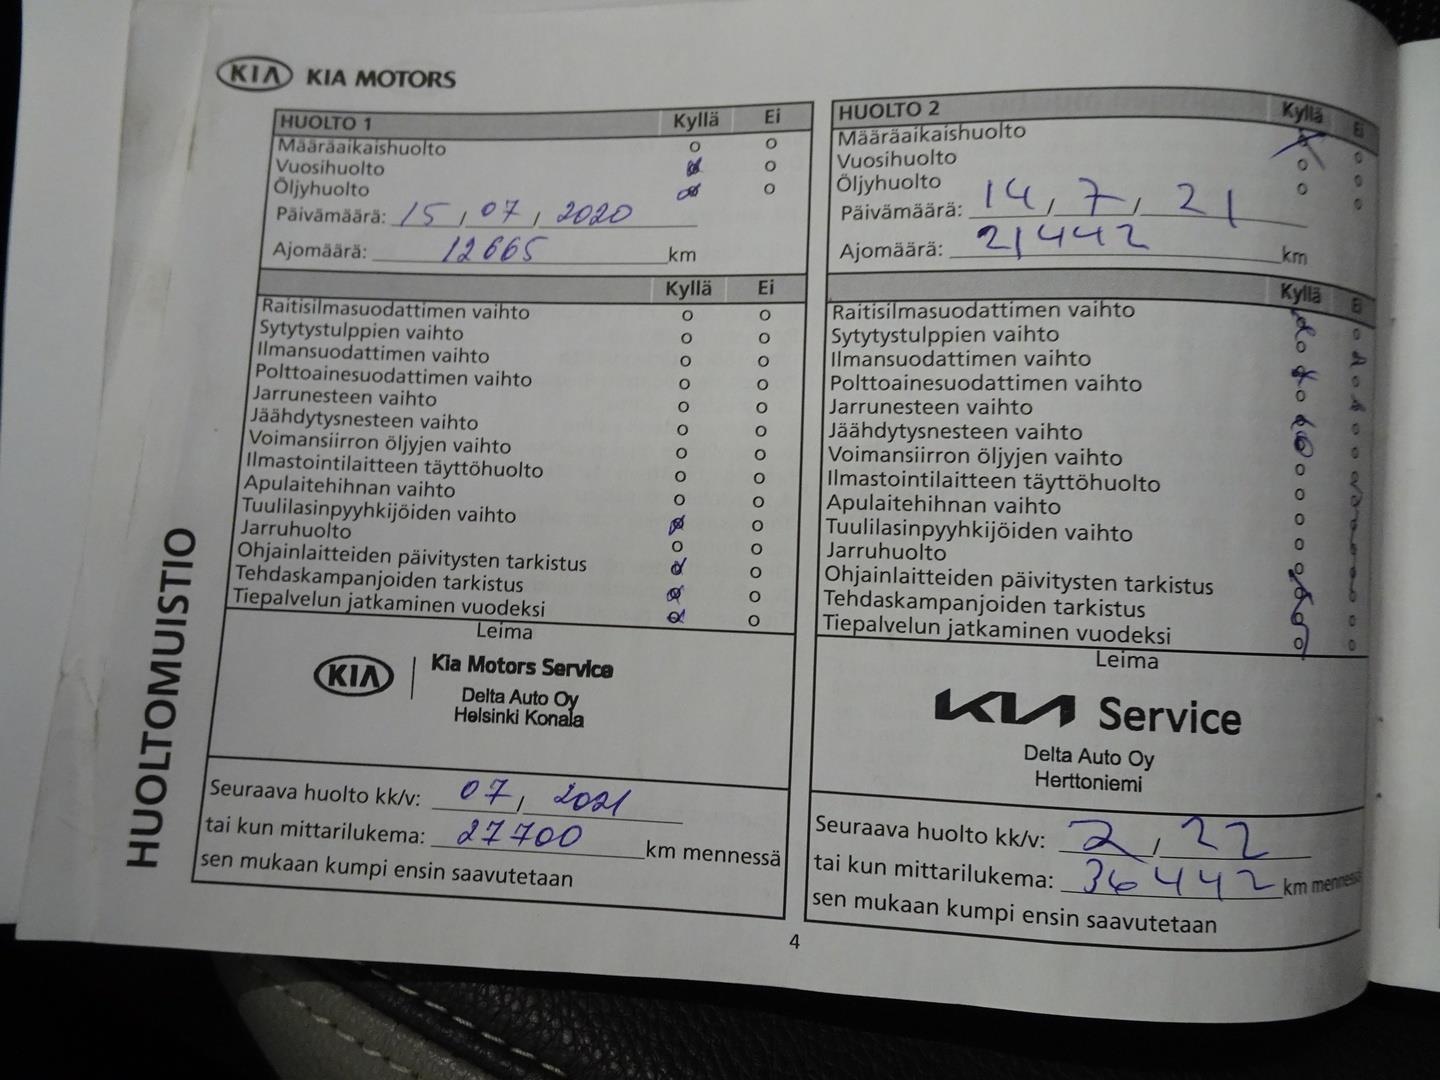 KIA KIA MOTORS
HUOLTOMUISTIO
HUOLTO 1 Kyllä Ei
Määräaikaishuolto o o
Vuosihuolto o
Öljyhuolto o
Päivämäärä: 15, 07, 2020
Ajomäärä: 12665 km
Kyllä Ei
Raitisilmasuodattimen vaihto o o
Sytytystulppien vaihto o o
Ilmansuodattimen vaihto o o
Polttoainesuodattimen vaihto o o
Jarrunesteen vaihto o o
Jäähdytysnesteen vaihto o o
Voimansiirron öljyjen vaihto o o
Ilmastointilaitteen täyttöhuolto o o
Apulaitehihnan vaihto o o
Tuulilasinpyyhkijöiden vaihto o
Jarruhuolto o o
Ohjainlaitteiden päivitysten tarkistus o
Tehdaskampanjoiden tarkistus o
Tiepalvelun jatkaminen vuodeksi o
Leima
KIA Kia Motors Service
Delta Auto Oy
Helsinki Konala
Seuraava huolto kk/v: 07, 2021
tai kun mittarilukema: 27700 km mennessä
sen mukaan kumpi ensin saavutetaan
HUOLTO 2 Kyllä Ei
Määräaikaishuolto o
Vuosihuolto o o
Öljyhuolto o o
Päivämäärä: 14, 7, 21
Ajomäärä: 21442 km
Kyllä Ei
Raitisilmasuodattimen vaihto
Sytytystulppien vaihto
Ilmansuodattimen vaihto
Polttoainesuodattimen vaihto
Jarrunesteen vaihto
Jäähdytysnesteen vaihto
Voimansiirron öljyjen vaihto
Ilmastointilaitteen täyttöhuolto
Apulaitehihnan vaihto
Tuulilasinpyyhkijöiden vaihto
Jarruhuolto
Ohjainlaitteiden päivitysten tarkistus
Tehdaskampanjoiden tarkistus
Tiepalvelun jatkaminen vuodeksi
Leima
KIA Service
Delta Auto Oy
Herttoniemi
Seuraava huolto kk/v: 2, 22
tai kun mittarilukema: 36442 km mennessä
sen mukaan kumpi ensin saavutetaan
4